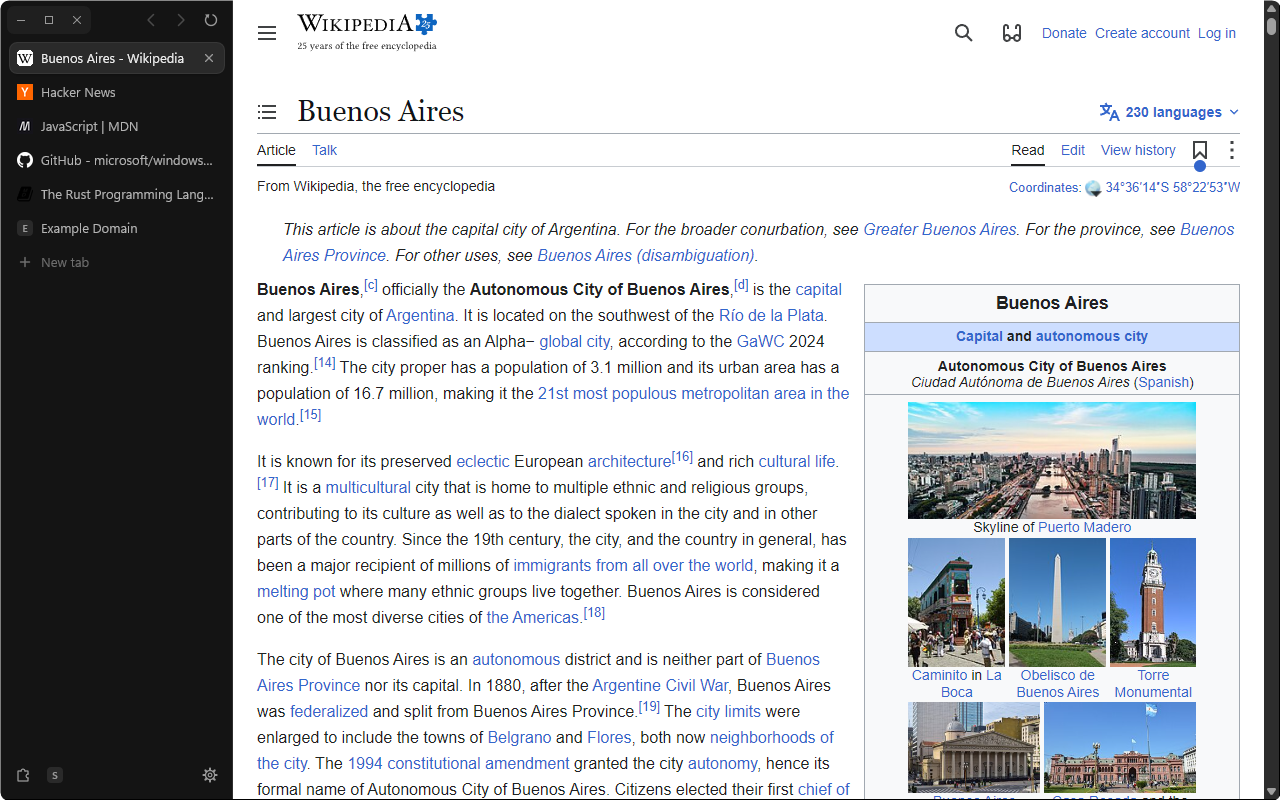 Buenos Aires - Wikipedia
Hacker News
JavaScript | MDN
GitHub - microsoft/windows...
The Rust Programming Lang...
E Example Domain
New tab
S
WIKIPEDIA 25
25 years of the free encyclopedia
Donate Create account Log in
Buenos Aires
230 languages
Article Talk
Read Edit View history
From Wikipedia, the free encyclopedia
Coordinates: 34°36′14″S 58°22′53″W
This article is about the capital city of Argentina. For the broader conurbation, see Greater Buenos Aires. For the province, see Buenos
Aires Province. For other uses, see Buenos Aires (disambiguation).
Buenos Aires,[c] officially the Autonomous City of Buenos Aires,[d] is the capital
and largest city of Argentina. It is located on the southwest of the Río de la Plata.
Buenos Aires is classified as an Alpha− global city, according to the GaWC 2024
ranking.[14] The city proper has a population of 3.1 million and its urban area has a
population of 16.7 million, making it the 21st most populous metropolitan area in the
world.[15]
It is known for its preserved eclectic European architecture[16] and rich cultural life.
[17] It is a multicultural city that is home to multiple ethnic and religious groups,
contributing to its culture as well as to the dialect spoken in the city and in other
parts of the country. Since the 19th century, the city, and the country in general, has
been a major recipient of millions of immigrants from all over the world, making it a
melting pot where many ethnic groups live together. Buenos Aires is considered
one of the most diverse cities of the Americas.[18]
The city of Buenos Aires is an autonomous district and is neither part of Buenos
Aires Province nor its capital. In 1880, after the Argentine Civil War, Buenos Aires
was federalized and split from Buenos Aires Province.[19] The city limits were
enlarged to include the towns of Belgrano and Flores, both now neighborhoods of
the city. The 1994 constitutional amendment granted the city autonomy, hence its
formal name of Autonomous City of Buenos Aires. Citizens elected their first chief of
Buenos Aires
Capital and autonomous city
Autonomous City of Buenos Aires
Ciudad Autónoma de Buenos Aires (Spanish)
Skyline of Puerto Madero
Caminito in La
Boca
Obelisco de
Buenos Aires
Torre
Monumental
Buenos Aires
Casa Rosada and the